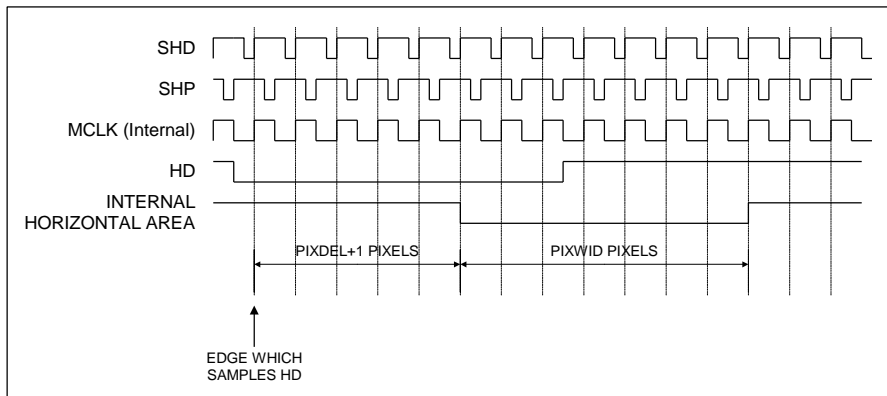 SHD
SHP
MCLK (Internal)
HD
INTERNAL
HORIZONTAL AREA
PIXDEL+1 PIXELS
PIXWID PIXELS
EDGE WHICH
SAMPLES HD